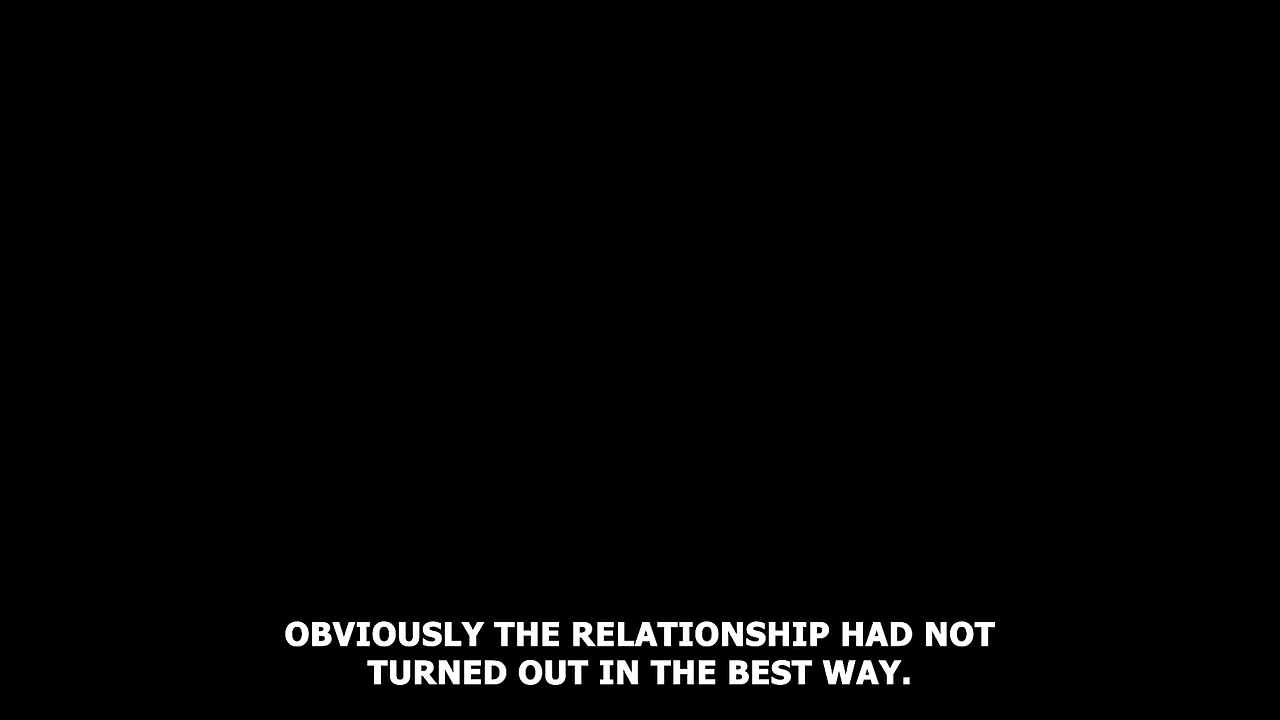 OBVIOUSLY THE RELATIONSHIP HAD NOT
TURNED OUT IN THE BEST WAY.